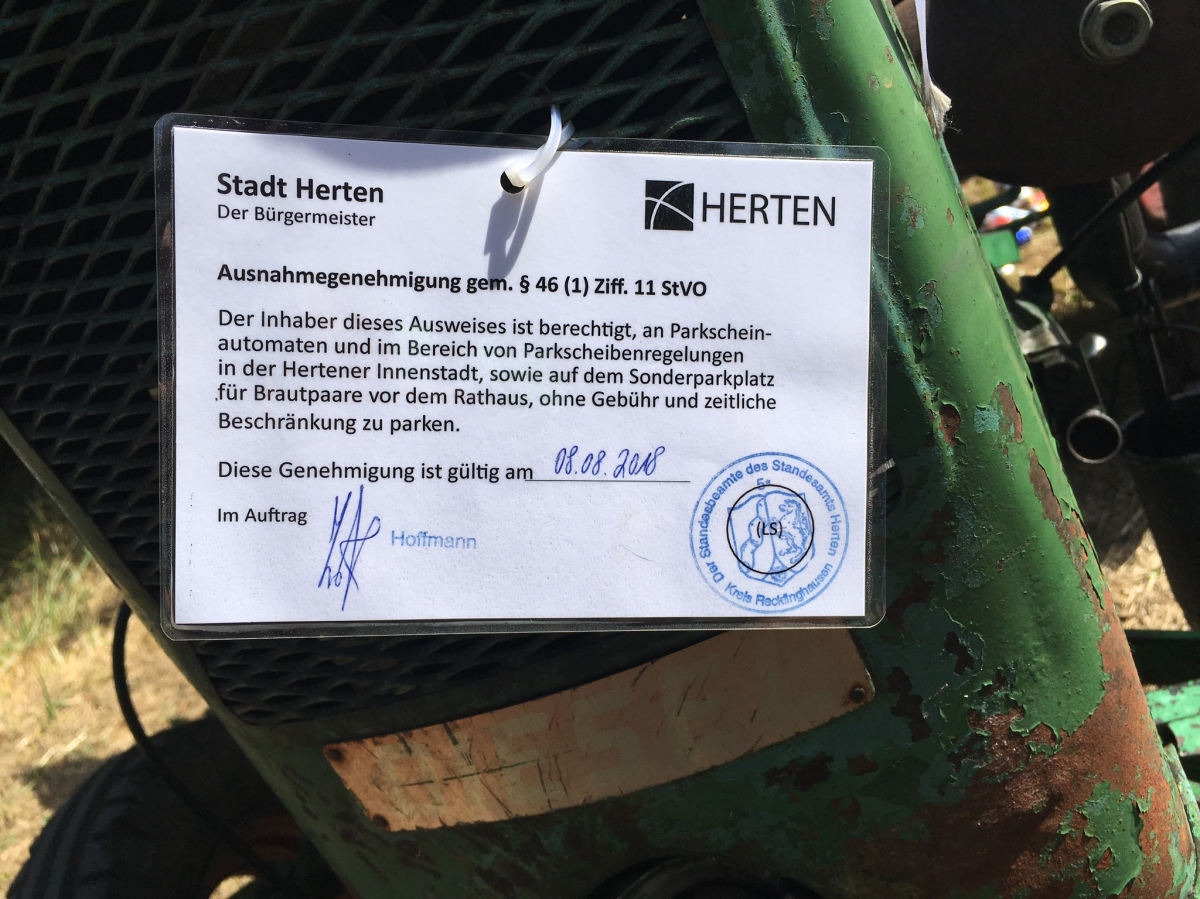 Stadt Herten
Der Bürgermeister
HERTEN
Ausnahmegenehmigung gem. § 46 (1) Ziff. 11 StVO
Der Inhaber dieses Ausweises ist berechtigt, an Parkschein-
automaten und im Bereich von Parkscheibenregelungen
in der Hertener Innenstadt, sowie auf dem Sonderparkplatz
für Brautpaare vor dem Rathaus, ohne Gebühr und zeitliche
Beschränkung zu parken.
Diese Genehmigung ist gültig am 08.08.2018
Im Auftrag
Hoffmann
Der Standesbeamte des Standesamts Herten
5*
(LS)
Kreis Recklinghausen